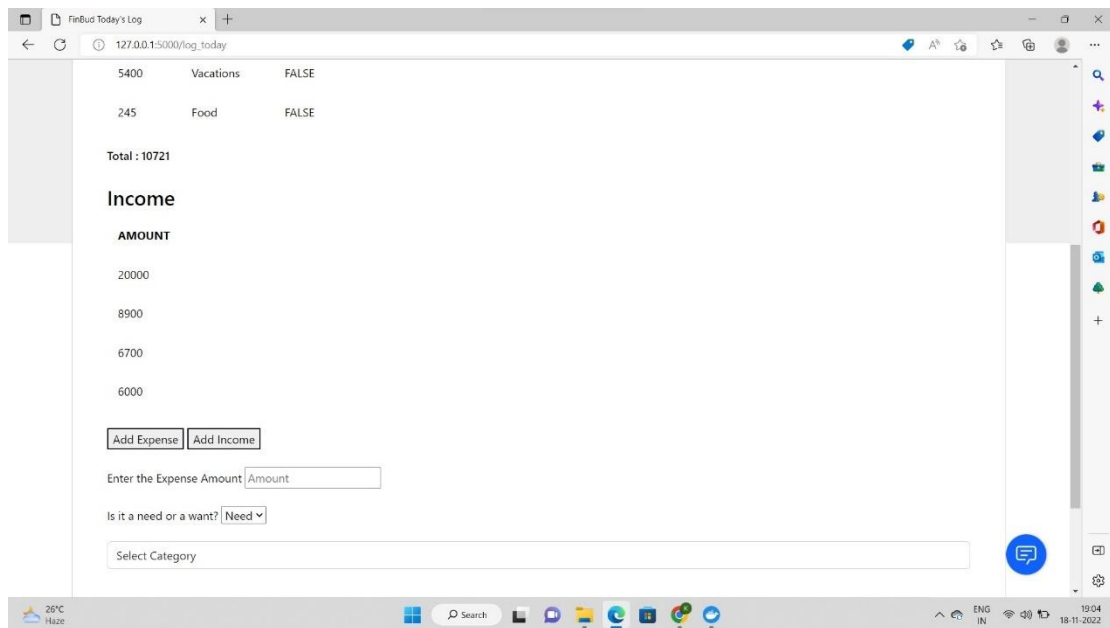 FinBud Today's Log
127.0.0.1:5000/log_today
5400 Vacations FALSE
245 Food FALSE
Total : 10721
Income
AMOUNT
20000
8900
6700
6000
Add Expense Add Income
Enter the Expense Amount Amount
Is it a need or a want? Need
Select Category
26°C
Haze
Search
ENG
IN
19:04
18-11-2022